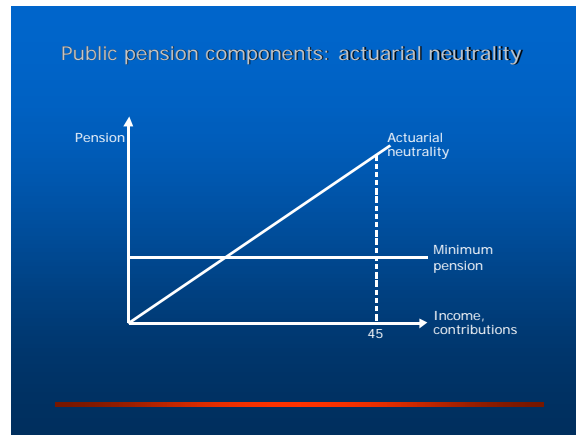 Public pension components: actuarial neutrality
Pension
Actuarial
neutrality
Minimum
pension
Income,
contributions
45